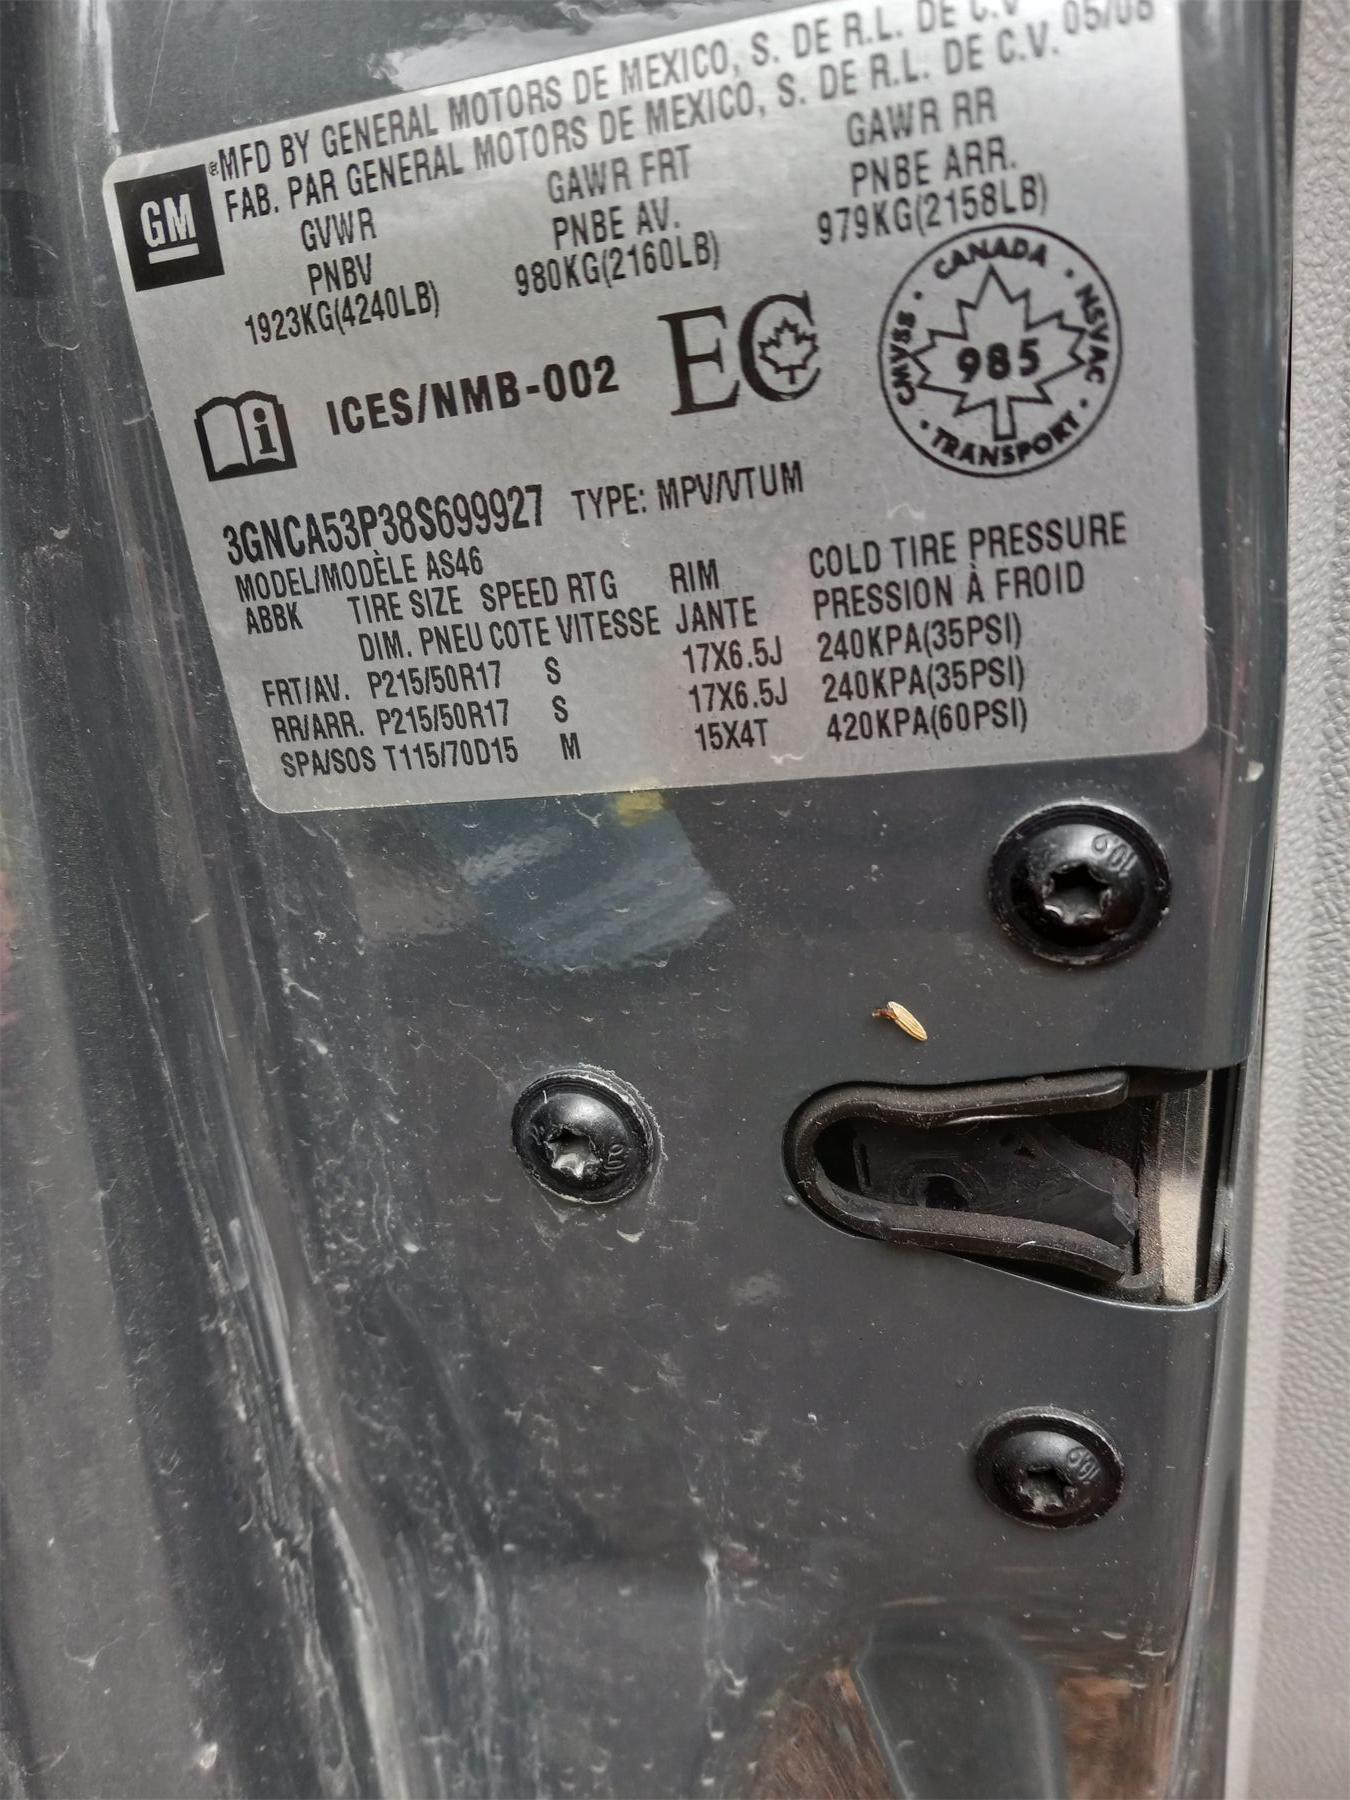 MFD BY GENERAL MOTORS DE MEXICO, S. DE R.L. DE C.V
FAB. PAR GENERAL MOTORS DE MEXICO, S. DE R.L. DE C.V. 05/08
GM
GVWR GAWR FRT GAWR RR
PNBV PNBE AV. PNBE ARR.
1923KG(4240LB) 980KG(2160LB) 979KG(2158LB)
ICES/NMB-002 EC
CANADA · NSVAC · TRANSPORT · CMVSS ·
985
3GNCA53P38S699927 TYPE: MPV/VTUM
MODEL/MODÈLE AS46
ABBK TIRE SIZE SPEED RTG RIM COLD TIRE PRESSURE
DIM. PNEU COTE VITESSE JANTE PRESSION À FROID
FRT/AV. P215/50R17 S 17X6.5J 240KPA(35PSI)
RR/ARR. P215/50R17 S 17X6.5J 240KPA(35PSI)
SPA/SOS T115/70D15 M 15X4T 420KPA(60PSI)